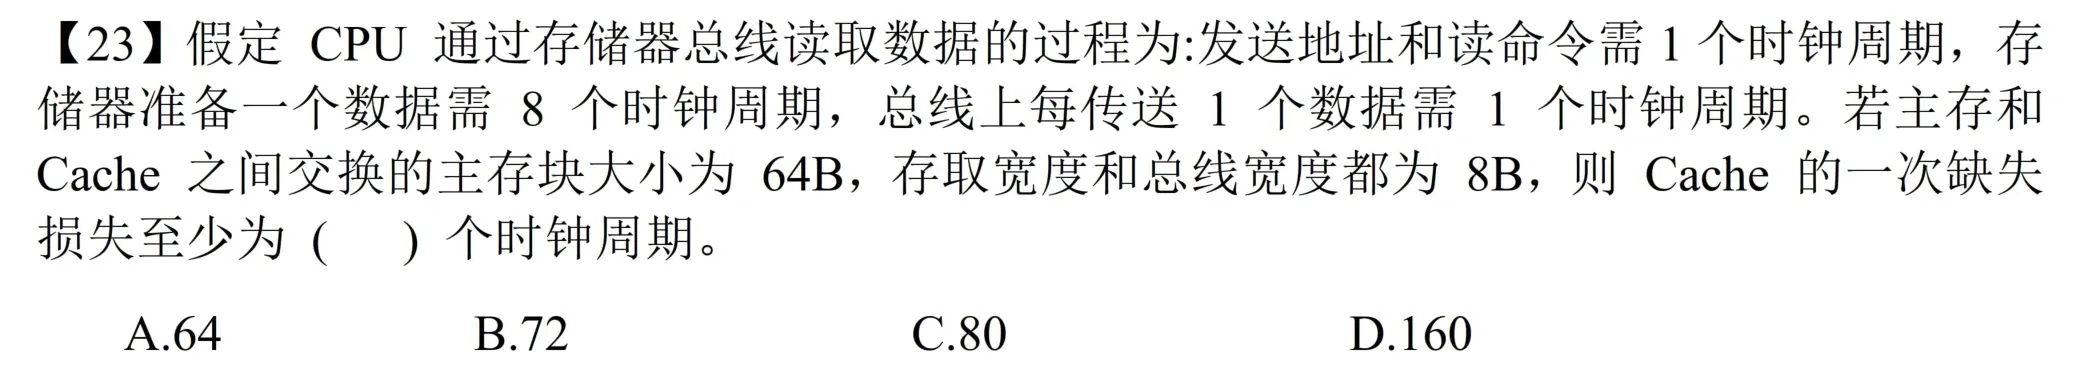 【23】假定 CPU 通过存储器总线读取数据的过程为:发送地址和读命令需 1 个时钟周期，存
储器准备一个数据需 8 个时钟周期，总线上每传送 1 个数据需 1 个时钟周期。若主存和
Cache 之间交换的主存块大小为 64B，存取宽度和总线宽度都为 8B，则 Cache 的一次缺失
损失至少为 ( ) 个时钟周期。
A.64 B.72 C.80 D.160